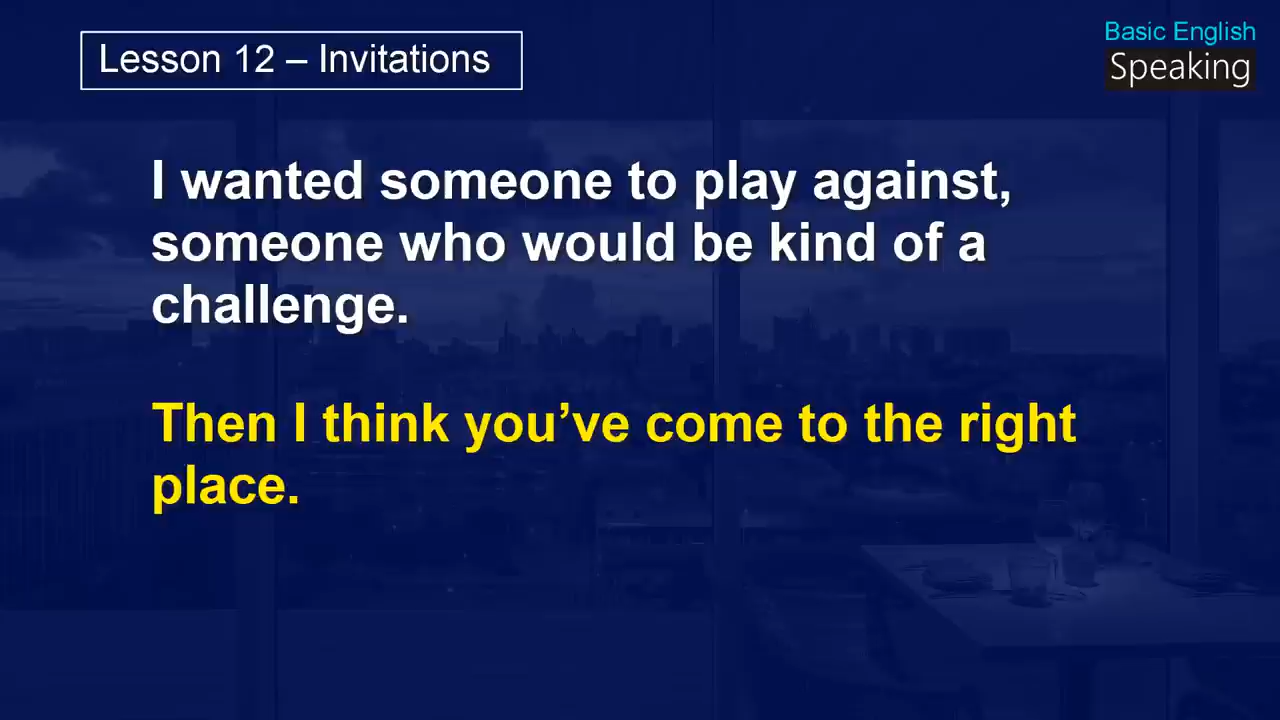 Lesson 12 – Invitations
Basic English
Speaking
I wanted someone to play against,
someone who would be kind of a
challenge.
Then I think you’ve come to the right
place.